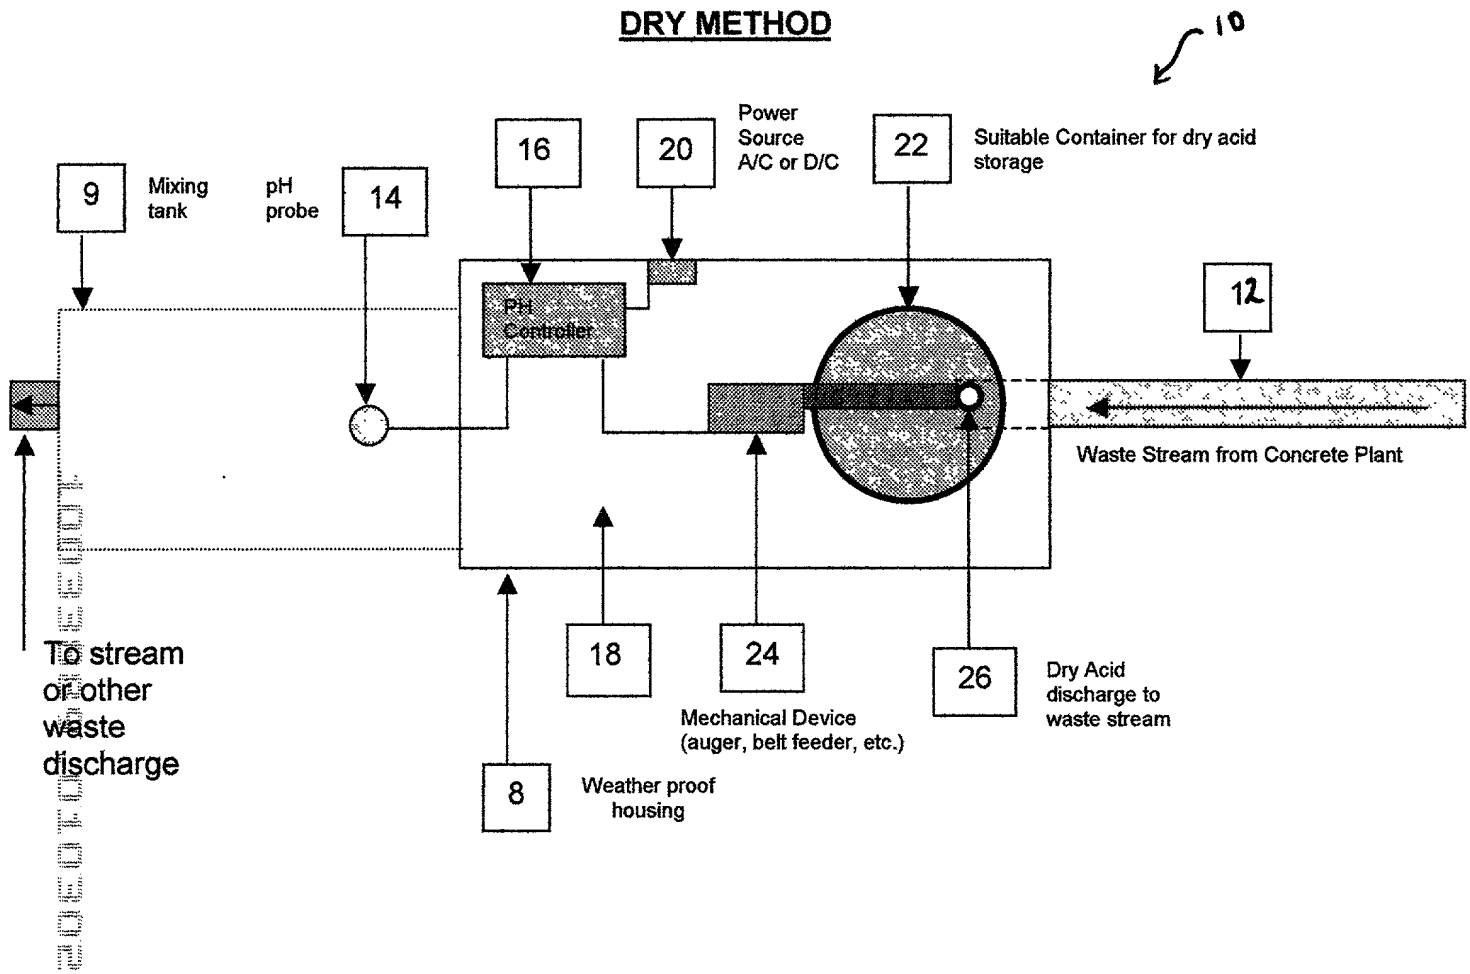 DRY METHOD
10
Power
Source
A/C or D/C
16
20
22
Suitable Container for dry acid
storage
9
Mixing
tank
pH
probe
14
12
PH
Controller
Waste Stream from Concrete Plant
To stream
or other
waste
discharge
18
24
26
Dry Acid
discharge to
waste stream
Mechanical Device
(auger, belt feeder, etc.)
8
Weather proof
housing